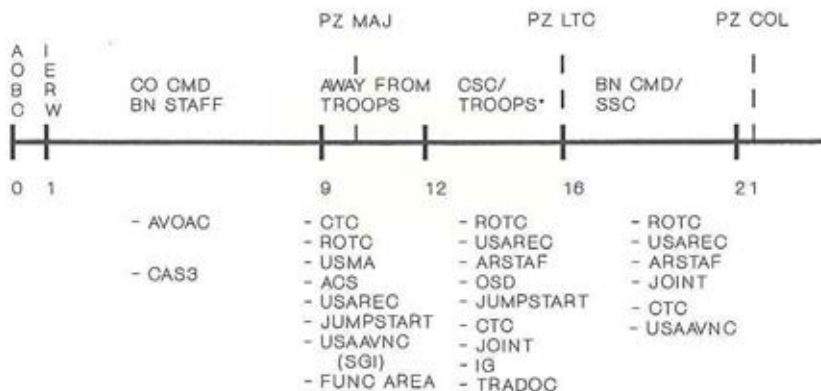 PZ MAJ
PZ LTC
PZ COL
AOBC
IERW
CO CMD
BN STAFF
AWAY FROM
TROOPS
CSC/
TROOPS*
BN CMD/
SSC
0 1 9 12 16 21
- AVOAC
- CAS3
- CTC
- ROTC
- USMA
- ACS
- USAREC
- JUMPSTART
- USAAVNC
(SGI)
- FUNC AREA
- ROTC
- USAREC
- ARSTAF
- OSD
- JUMPSTART
- CTC
- JOINT
- IG
- TRADOC
- ROTC
- USAREC
- ARSTAF
- JOINT
- CTC
- USAAVNC